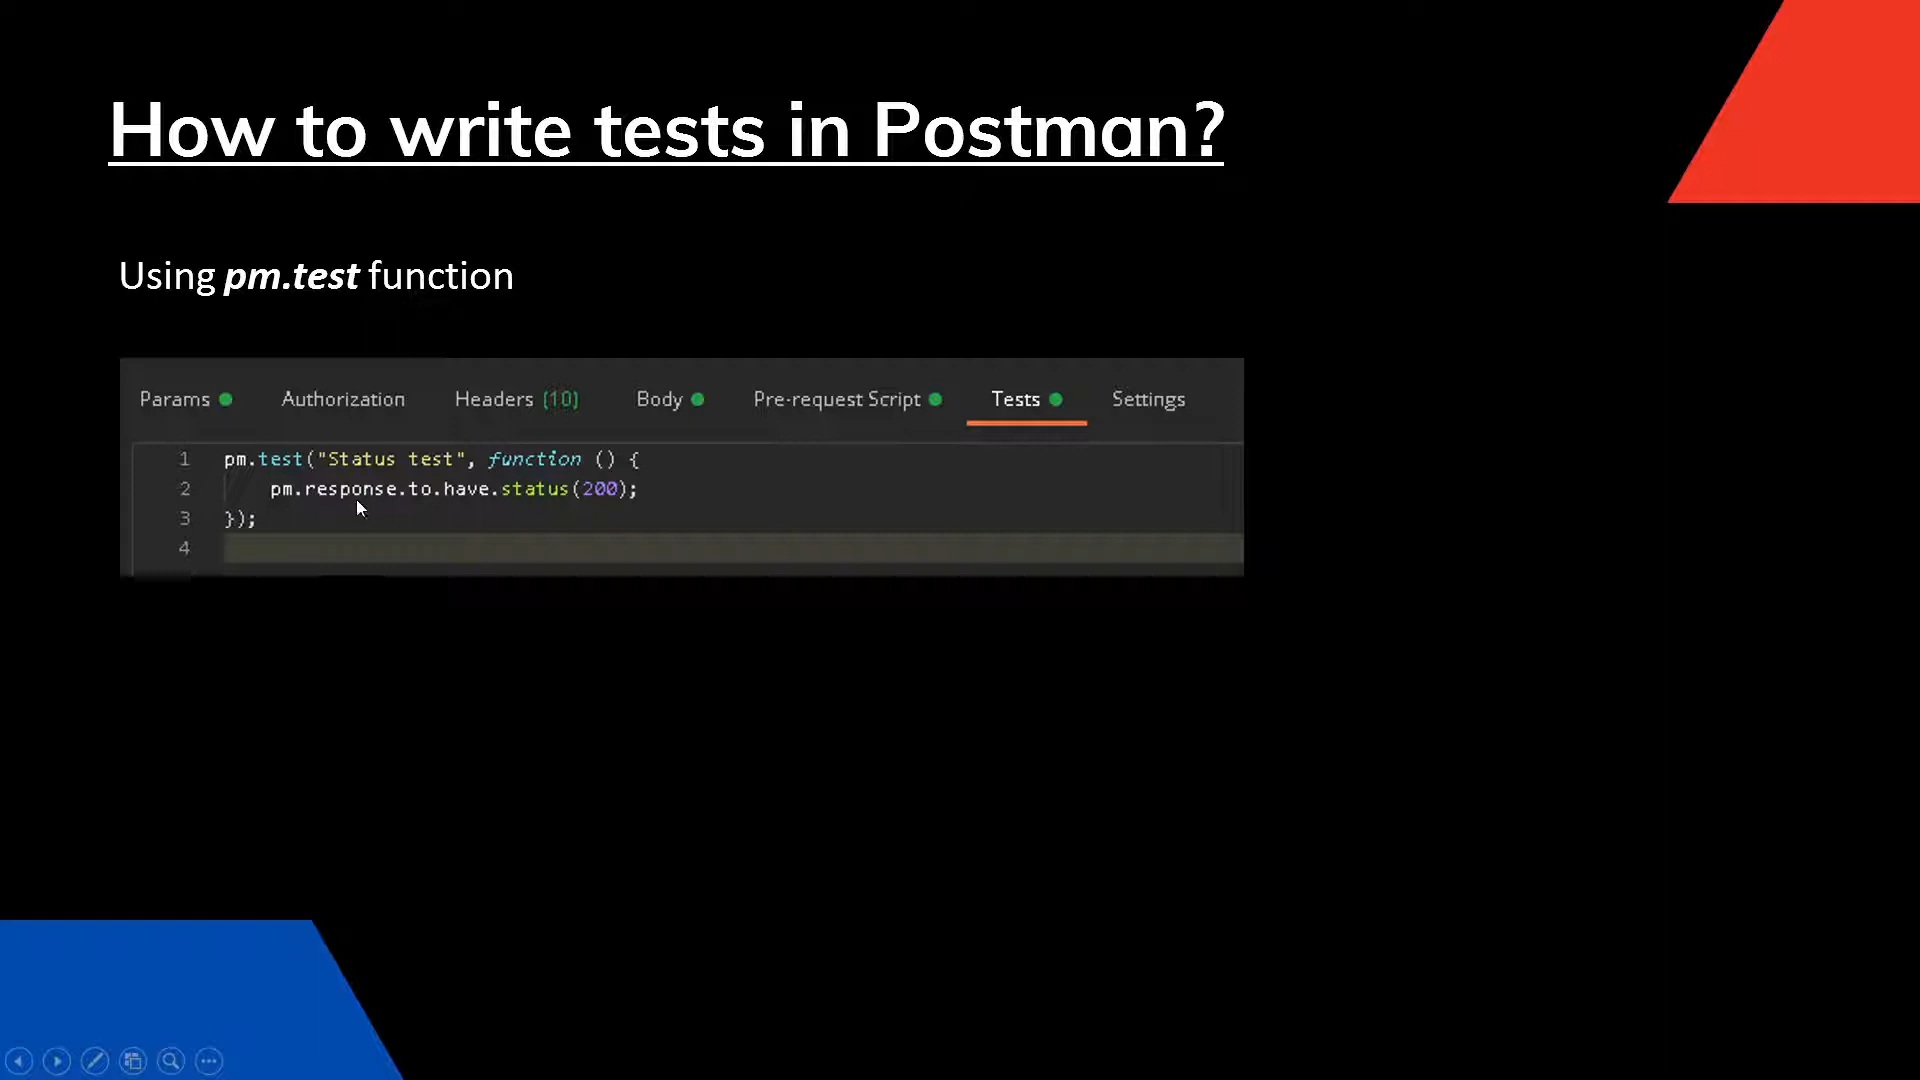 How to write tests in Postman?
Using pm.test function
Params Authorization Headers (10) Body Pre-request Script Tests Settings
1 pm.test("Status test", function () {
2 pm.response.to.have.status(200);
3 });
4